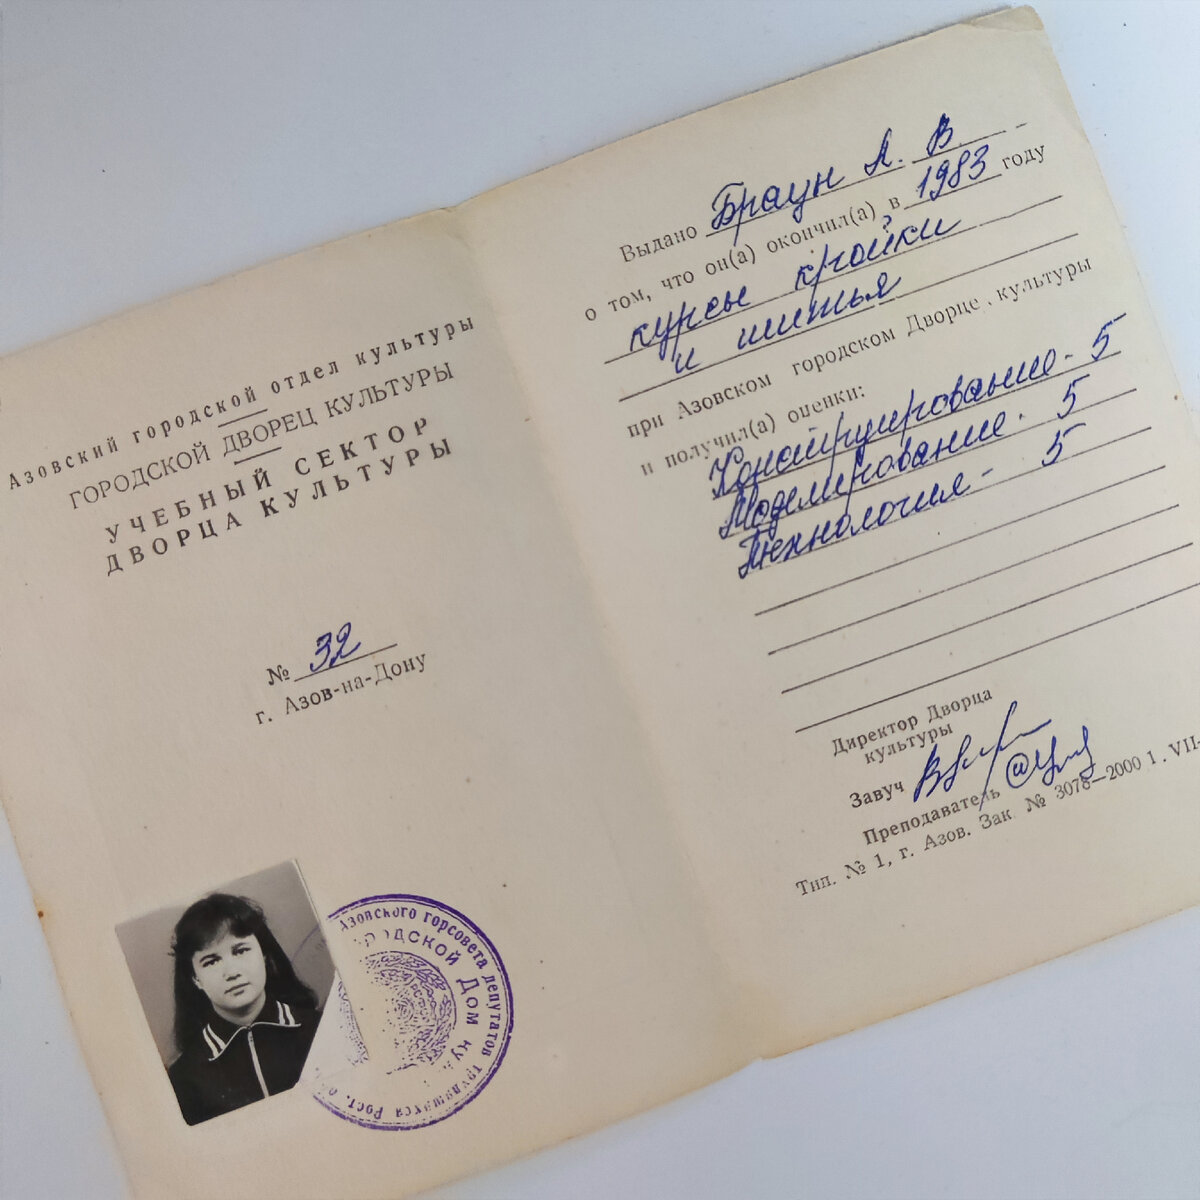 Азовский городской отдел культуры
ГОРОДСКОЙ ДВОРЕЦ КУЛЬТУРЫ
УЧЕБНЫЙ СЕКТОР
ДВОРЦА КУЛЬТУРЫ
№ 32
г. Азов-на-Дону
Азовского горсовета депутатов трудящихся Рост.
городской Дом
Выдано Браун А. В.
о том, что он(а) окончил(а) в 1983 году
курсы кройки
и шитья
при Азовском городском Дворце культуры
и получил(а) оценки:
Конструирование - 5
Моделирование - 5
Технология - 5
Директор Дворца
культуры
Завуч
Преподаватель
Тип. № 1, г. Азов. Зак. № 3078—2000 1. VII-